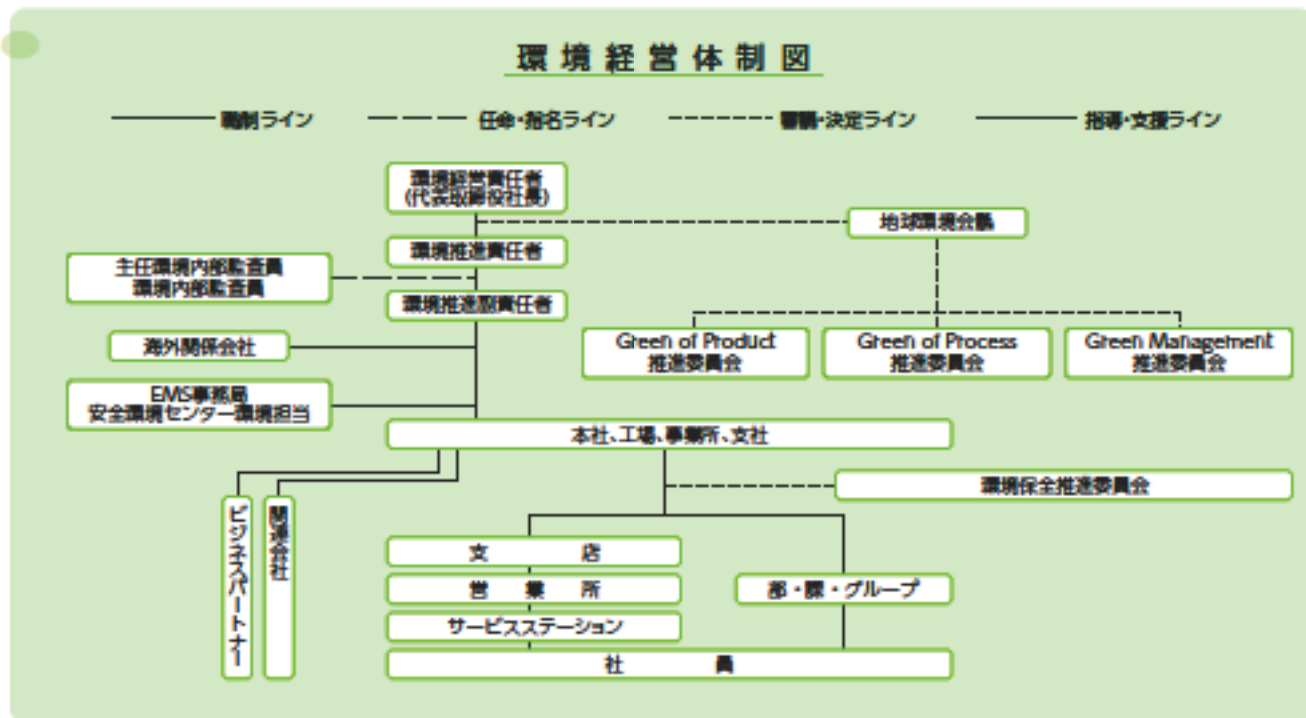 環境経営体制図
職制ライン
任命・指名ライン
審議・決定ライン
指導・支援ライン
環境経営責任者
(代表取締役社長)
地球環境会議
環境推進責任者
主任環境内部監査員
環境内部監査員
環境推進副責任者
海外関係会社
Green of Product
推進委員会
Green of Process
推進委員会
Green Management
推進委員会
EMS事務局
安全環境センター環境担当
本社、工場、事業所、支社
環境保全推進委員会
ビジネスパートナー
関連会社
支店
営業所
部・課・グループ
サービスステーション
社員